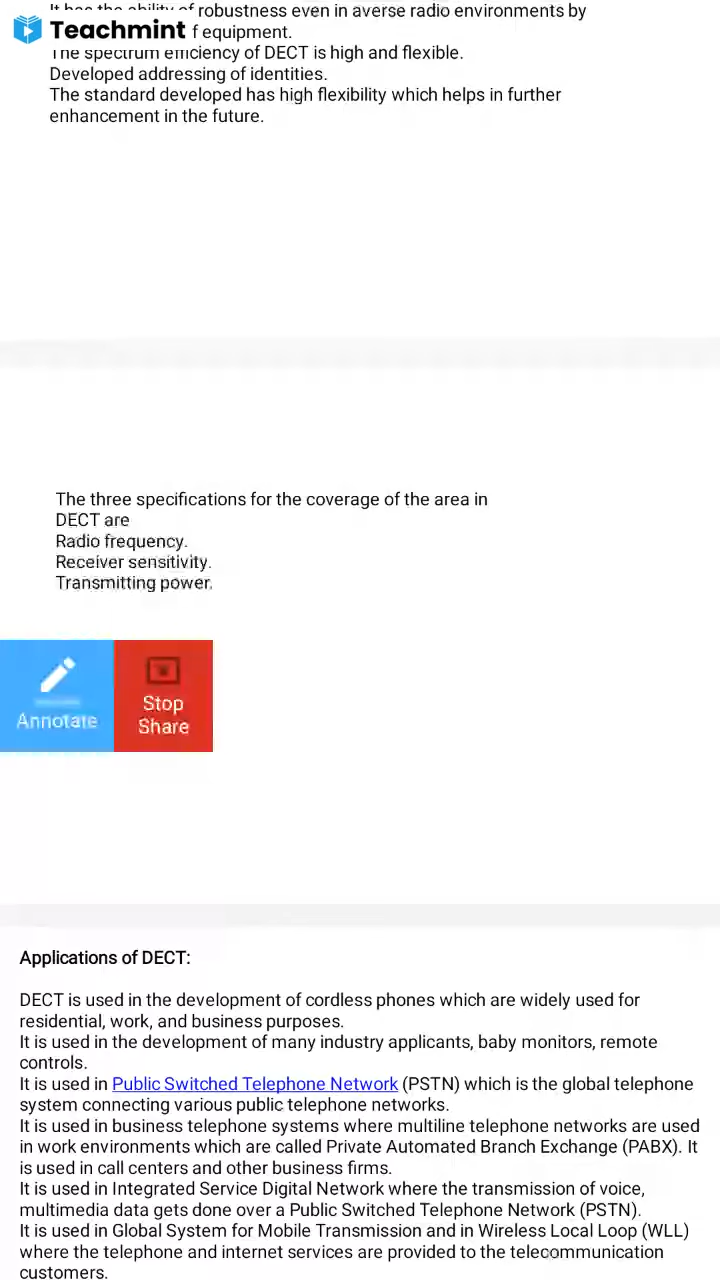 It has the ability of robustness even in averse radio environments by
Teachmint f equipment.
The spectrum efficiency of DECT is high and flexible.
Developed addressing of identities.
The standard developed has high flexibility which helps in further
enhancement in the future.
The three specifications for the coverage of the area in
DECT are
Radio frequency.
Receiver sensitivity.
Transmitting power.
Annotate
Stop
Share
Applications of DECT:
DECT is used in the development of cordless phones which are widely used for
residential, work, and business purposes.
It is used in the development of many industry applicants, baby monitors, remote
controls.
It is used in Public Switched Telephone Network (PSTN) which is the global telephone
system connecting various public telephone networks.
It is used in business telephone systems where multiline telephone networks are used
in work environments which are called Private Automated Branch Exchange (PABX). It
is used in call centers and other business firms.
It is used in Integrated Service Digital Network where the transmission of voice,
multimedia data gets done over a Public Switched Telephone Network (PSTN).
It is used in Global System for Mobile Transmission and in Wireless Local Loop (WLL)
where the telephone and internet services are provided to the telecommunication
customers.